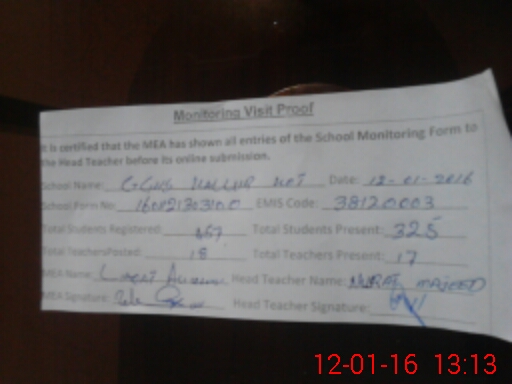 Monitoring Visit Proof
It is certified that the MEA has shown all entries of the School Monitoring Form to
the Head Teacher before its online submission.
School Name: Date: 12-01-2016
School Form No: EMIS Code: 38120003
Total Students Registered: 467 Total Students Present: 325
Total TeachersPosted: 18 Total Teachers Present: 17
MEA Name: Head Teacher Name: MAJEED
MEA Signature: Head Teacher Signature:
12-01-16 13:13